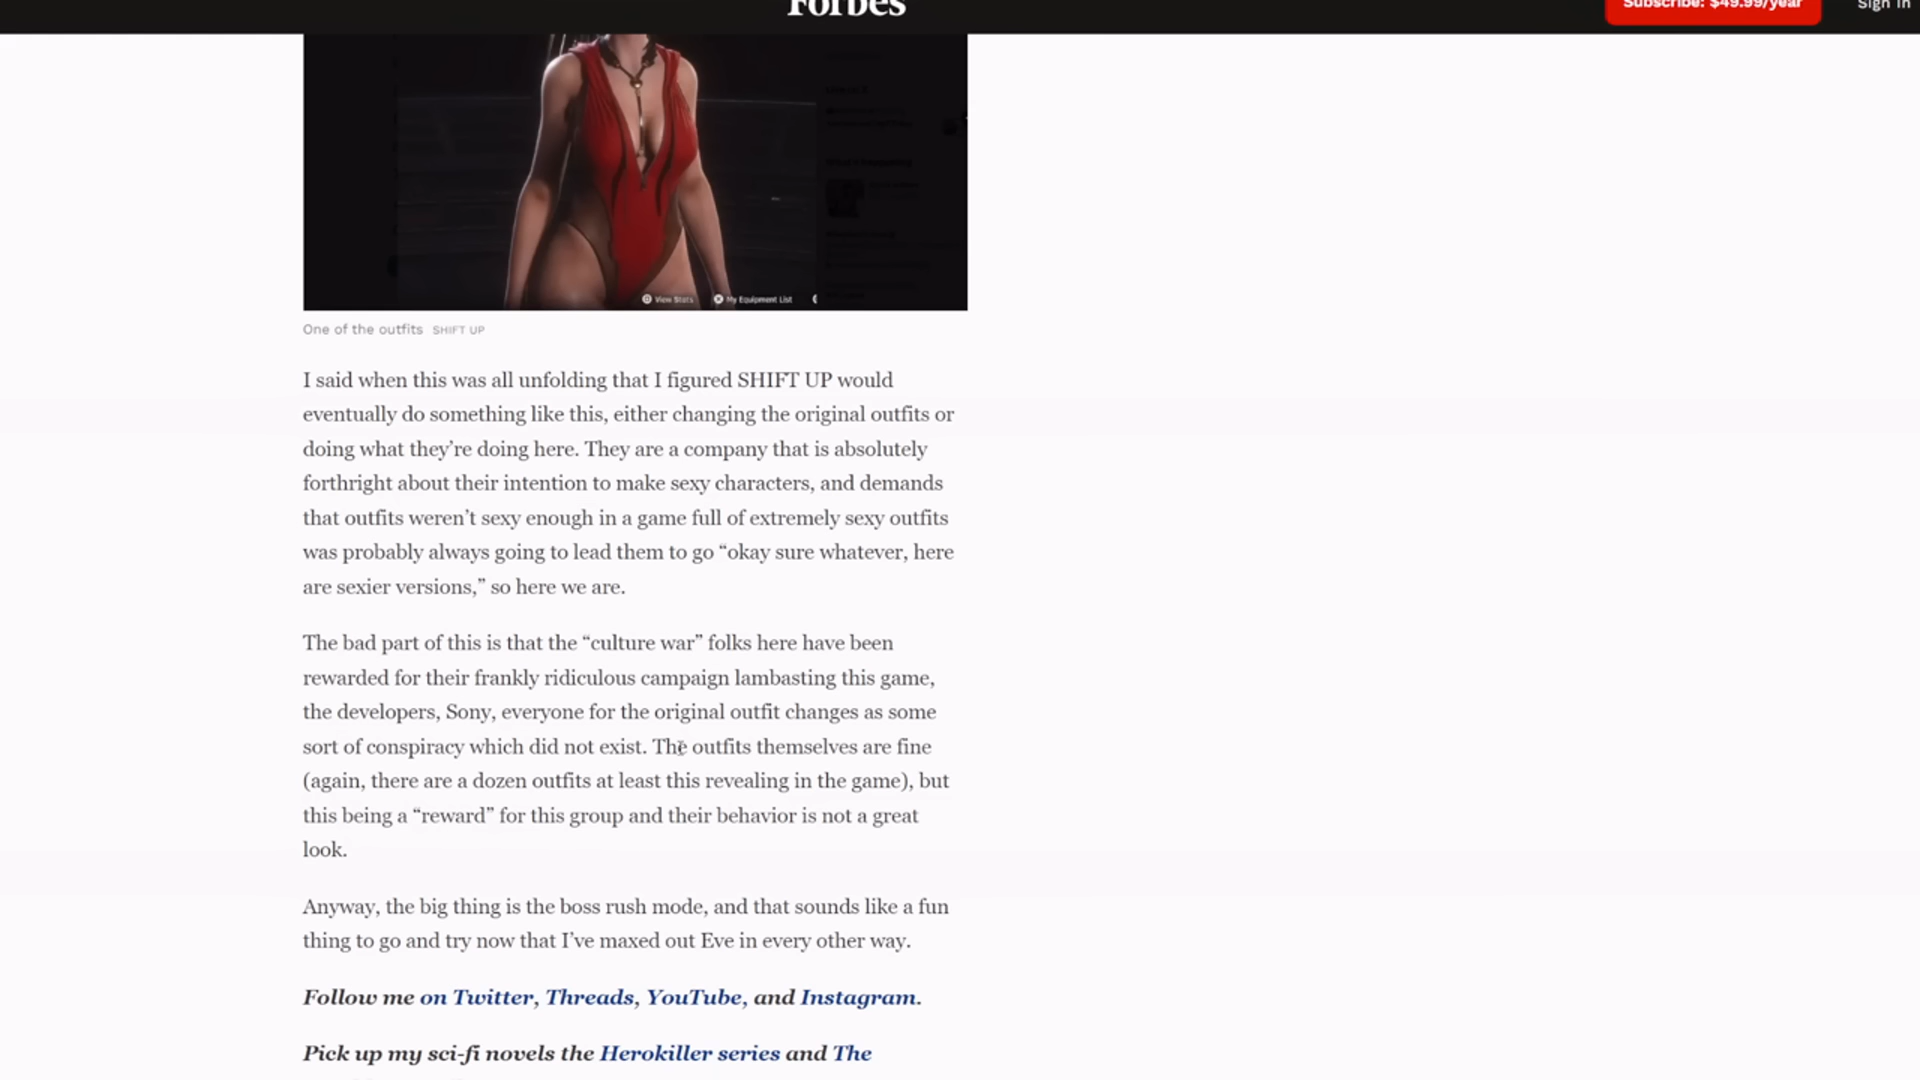 Forbes
Subscribe: $49.99/year
Sign In
View Stats
My Equipment List
One of the outfits SHIFT UP
I said when this was all unfolding that I figured SHIFT UP would
eventually do something like this, either changing the original outfits or
doing what they’re doing here. They are a company that is absolutely
forthright about their intention to make sexy characters, and demands
that outfits weren’t sexy enough in a game full of extremely sexy outfits
was probably always going to lead them to go “okay sure whatever, here
are sexier versions,” so here we are.
The bad part of this is that the “culture war” folks here have been
rewarded for their frankly ridiculous campaign lambasting this game,
the developers, Sony, everyone for the original outfit changes as some
sort of conspiracy which did not exist. The outfits themselves are fine
(again, there are a dozen outfits at least this revealing in the game), but
this being a “reward” for this group and their behavior is not a great
look.
Anyway, the big thing is the boss rush mode, and that sounds like a fun
thing to go and try now that I’ve maxed out Eve in every other way.
Follow me on Twitter, Threads, YouTube, and Instagram.
Pick up my sci-fi novels the Herokiller series and The